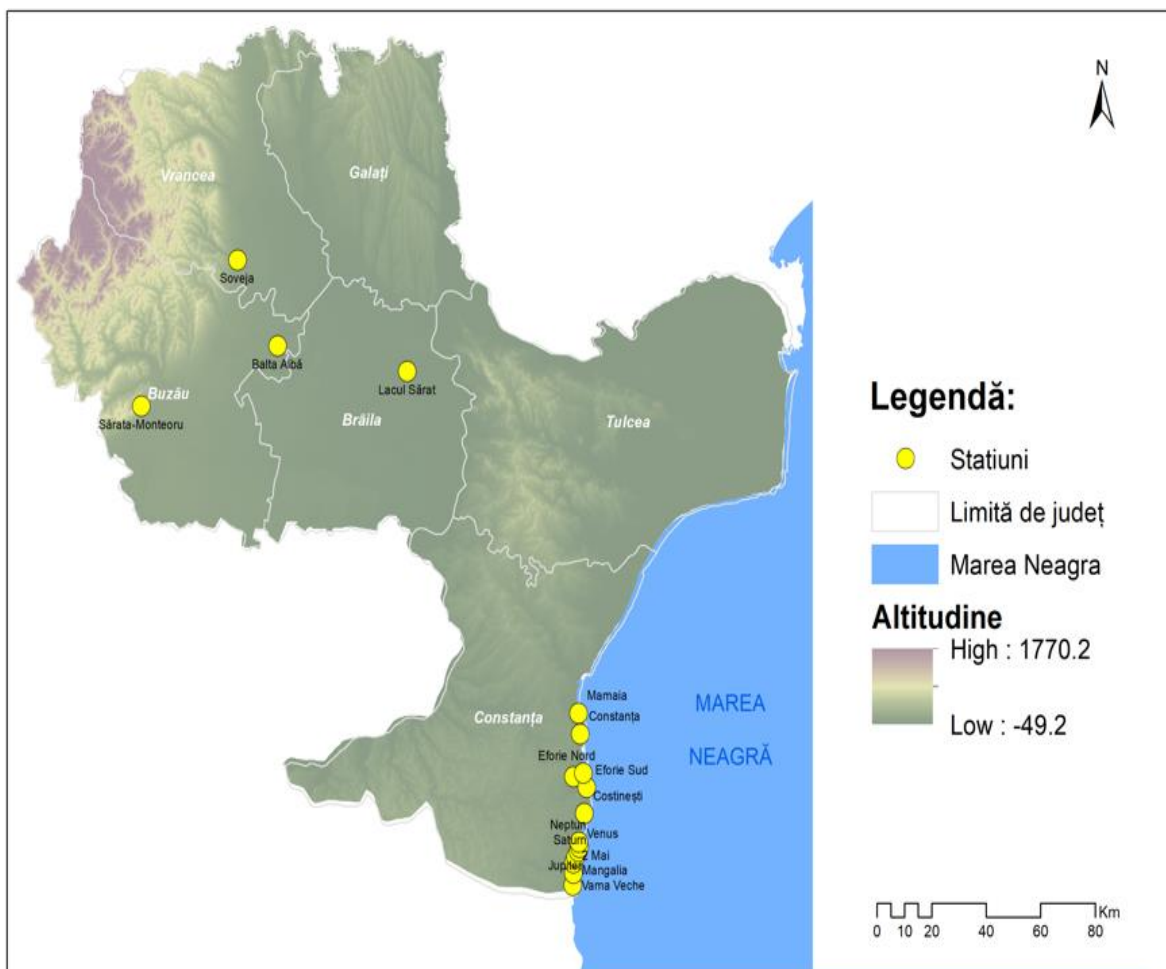 N
Vrancea
Galați
Soveja
Balta Albă
Lacul Sărat
Buzău
Sărata-Monteoru
Brăila
Tulcea
Legendă:
Statiuni
Limită de județ
Marea Neagra
Altitudine
High : 1770.2
Low : -49.2
Mamaia
Constanța
Constanța
MAREA
NEAGRĂ
Eforie Nord
Eforie Sud
Costinești
Neptun
Venus
Saturn
2 Mai
Jupiter
Mangalia
Vama Veche
Km
0 10 20 40 60 80